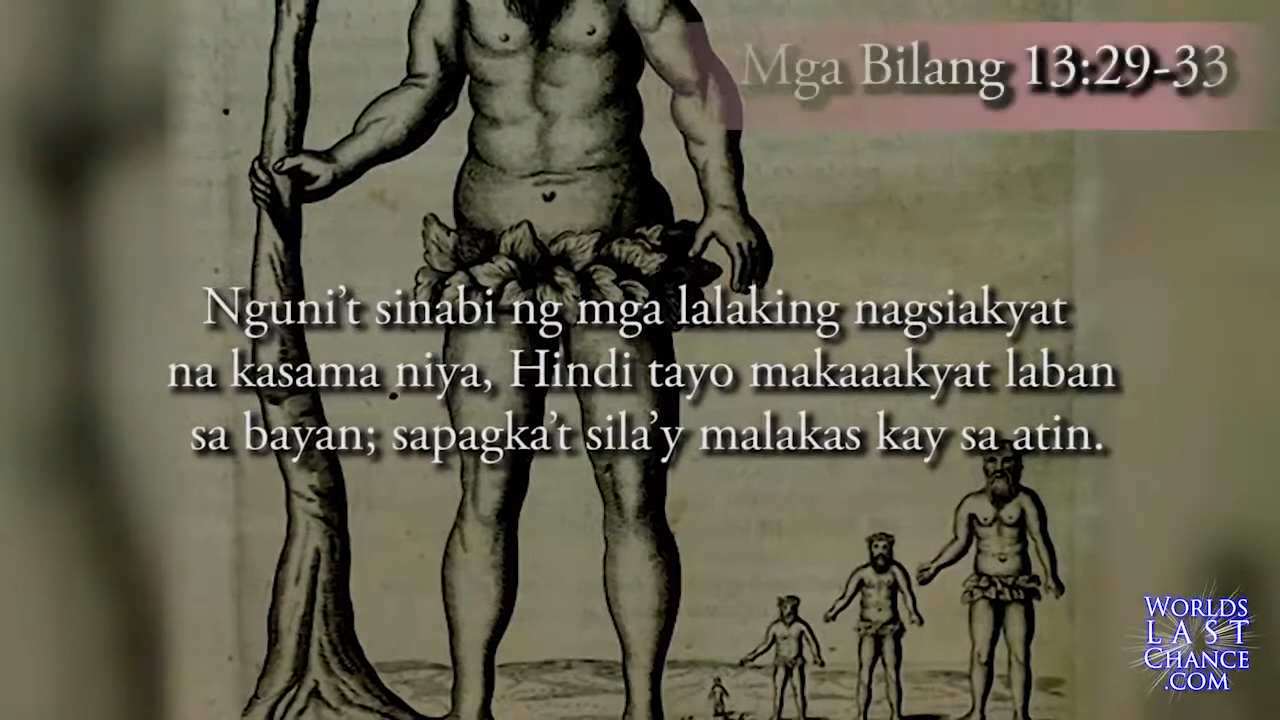 Mga Bilang 13:29-33
Nguni't sinabi ng mga lalaking nagsiakyat
na kasama niya, Hindi tayo makaaakyat laban
sa bayan; sapagka't sila'y malakas kay sa atin.
WORLDS
LAST
CHANCE
.COM